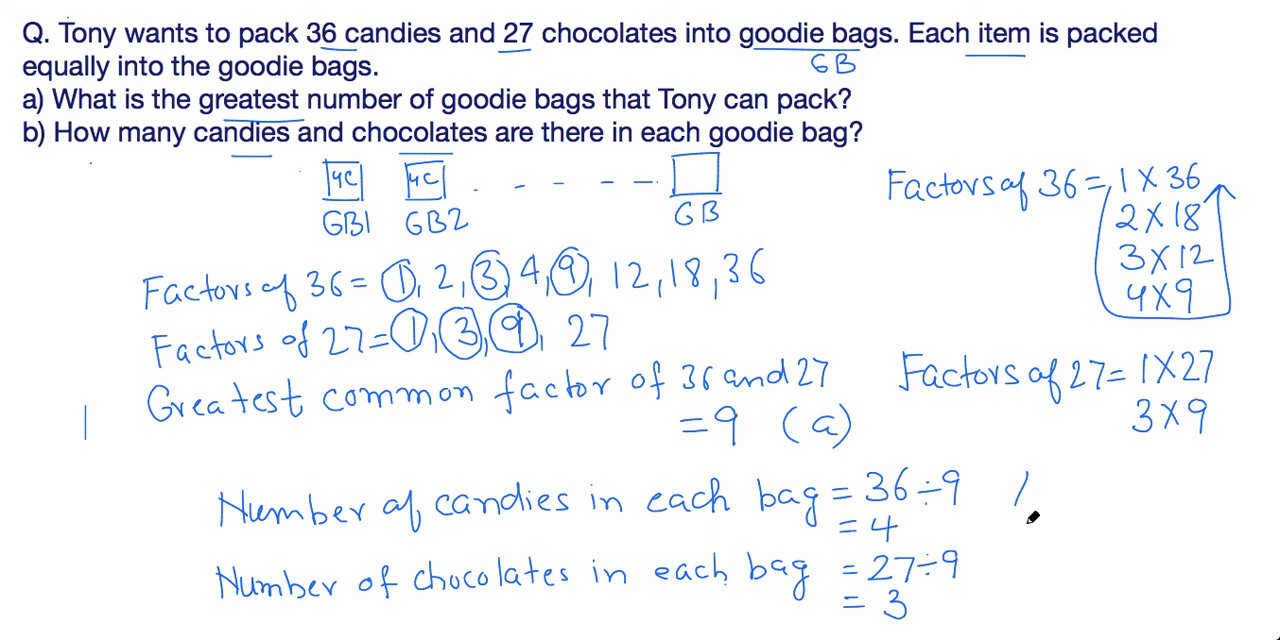 Q. Tony wants to pack 36 candies and 27 chocolates into goodie bags. Each item is packed
equally into the goodie bags.
GB
a) What is the greatest number of goodie bags that Tony can pack?
b) How many candies and chocolates are there in each goodie bag?
4C 4C
GB1 GB2 GB
Factors of 36 = 1, 2, 3, 4, 9, 12, 18, 36
Factors of 27 = 1, 3, 9, 27
Greatest common factor of 36 and 27
= 9 (a)
Factors of 36 = 1 X 36
2 X 18
3 X 12
4 X 9
Factors of 27 = 1 X 27
3 X 9
Number of candies in each bag = 36 ÷ 9
= 4
Number of chocolates in each bag = 27 ÷ 9
= 3